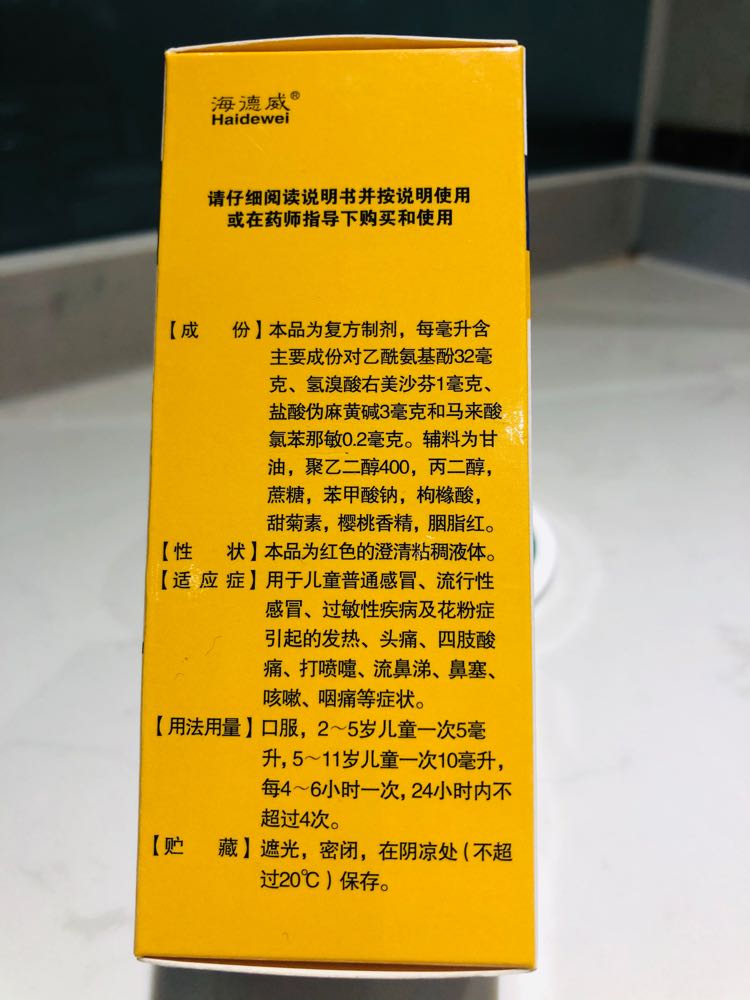 海德威®
Haidewei
请仔细阅读说明书并按说明使用
或在药师指导下购买和使用
【成 份】本品为复方制剂，每毫升含
主要成份对乙酰氨基酚32毫
克、氢溴酸右美沙芬1毫克、
盐酸伪麻黄碱3毫克和马来酸
氯苯那敏0.2毫克。辅料为甘
油，聚乙二醇400，丙二醇，
蔗糖，苯甲酸钠，枸橼酸，
甜菊素，樱桃香精，胭脂红。
【性 状】本品为红色的澄清粘稠液体。
【适 应 症】用于儿童普通感冒、流行性
感冒、过敏性疾病及花粉症
引起的发热、头痛、四肢酸
痛、打喷嚏、流鼻涕、鼻塞、
咳嗽、咽痛等症状。
【用法用量】口服，2～5岁儿童一次5毫
升，5～11岁儿童一次10毫升，
每4～6小时一次，24小时内不
超过4次。
【贮 藏】遮光，密闭，在阴凉处（不超
过20℃）保存。